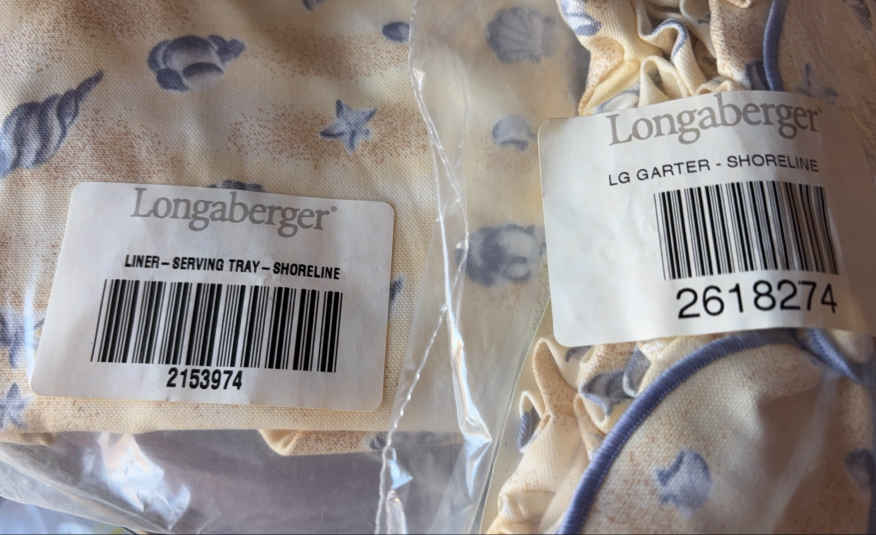 Longaberger®
LINER-SERVING TRAY-SHORELINE
2153974
Longaberger®
LG GARTER - SHORELINE
2618274